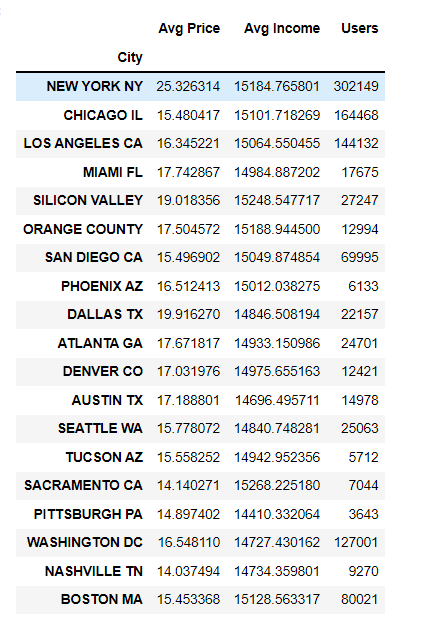 Avg Price Avg Income Users
City
NEW YORK NY 25.326314 15184.765801 302149
CHICAGO IL 15.480417 15101.718269 164468
LOS ANGELES CA 16.345221 15064.550455 144132
MIAMI FL 17.742867 14984.887202 17675
SILICON VALLEY 19.018356 15248.547717 27247
ORANGE COUNTY 17.504572 15188.944500 12994
SAN DIEGO CA 15.496902 15049.874854 69995
PHOENIX AZ 16.512413 15012.038275 6133
DALLAS TX 19.916270 14846.508194 22157
ATLANTA GA 17.671817 14933.150986 24701
DENVER CO 17.031976 14975.655163 12421
AUSTIN TX 17.188801 14696.495711 14978
SEATTLE WA 15.778072 14840.748281 25063
TUCSON AZ 15.558252 14942.952356 5712
SACRAMENTO CA 14.140271 15268.225180 7044
PITTSBURGH PA 14.897402 14410.332064 3643
WASHINGTON DC 16.548110 14727.430162 127001
NASHVILLE TN 14.037494 14734.359801 9270
BOSTON MA 15.453368 15128.563317 80021